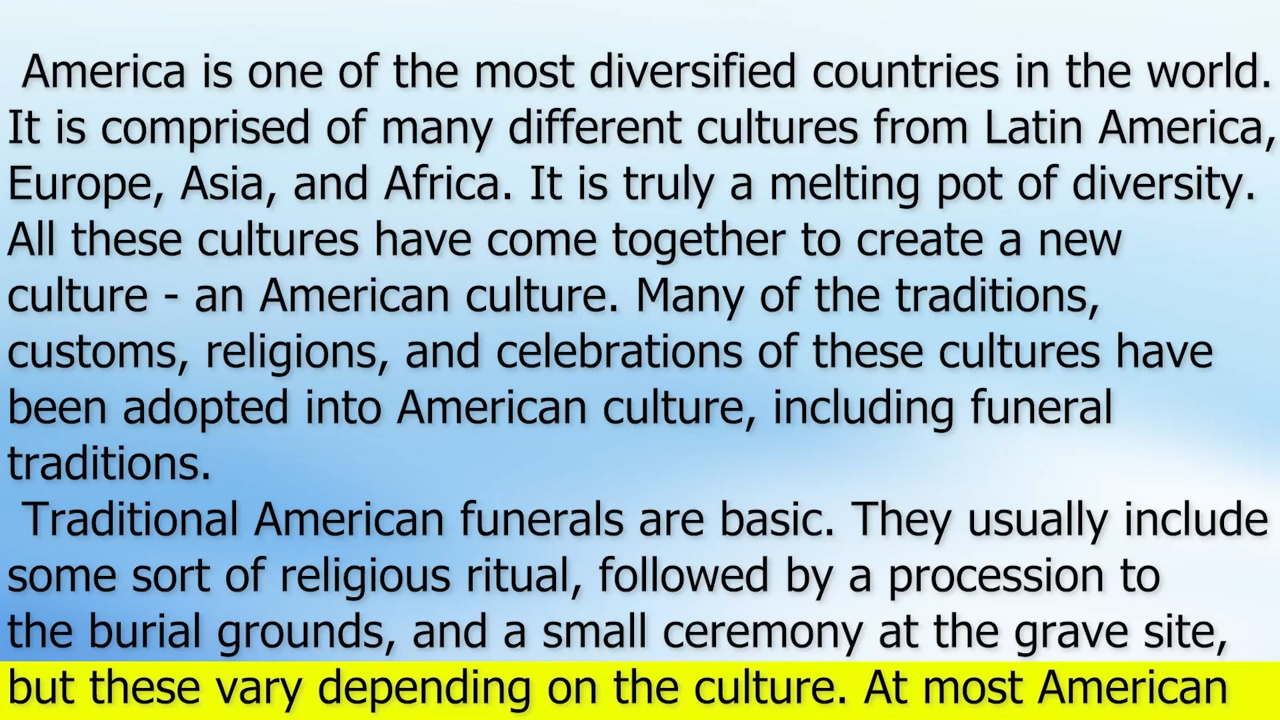 America is one of the most diversified countries in the world.
It is comprised of many different cultures from Latin America,
Europe, Asia, and Africa. It is truly a melting pot of diversity.
All these cultures have come together to create a new
culture - an American culture. Many of the traditions,
customs, religions, and celebrations of these cultures have
been adopted into American culture, including funeral
traditions.
Traditional American funerals are basic. They usually include
some sort of religious ritual, followed by a procession to
the burial grounds, and a small ceremony at the grave site,
but these vary depending on the culture. At most American